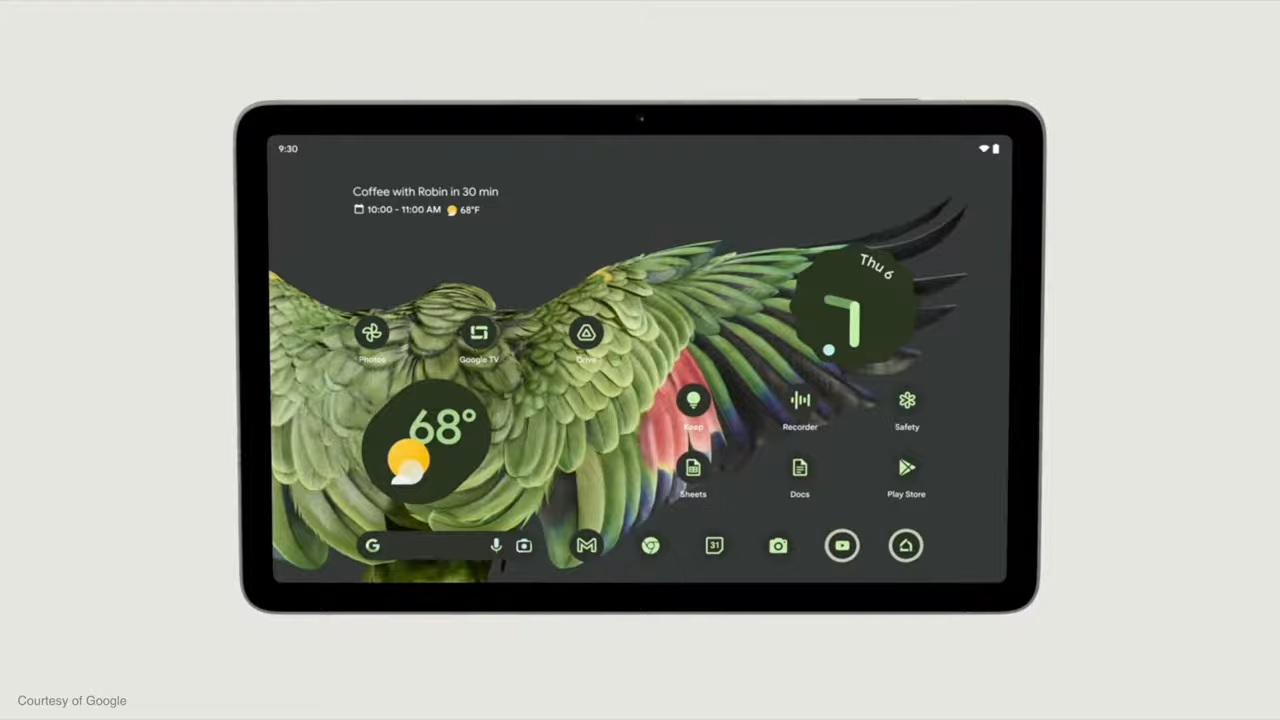 9:30
Coffee with Robin in 30 min
10:00 - 11:00 AM 68°F
Thu 6
Photos
Google TV
Drive
68°
Keep
Recorder
Safety
Sheets
Docs
Play Store
G
31
Courtesy of Google